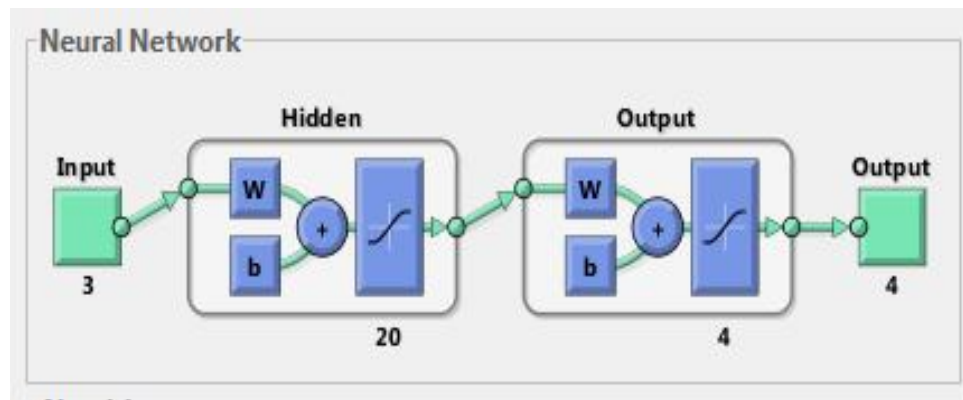 Neural Network
Hidden Output
Input Output
W W
+ +
b b
3 4
20 4